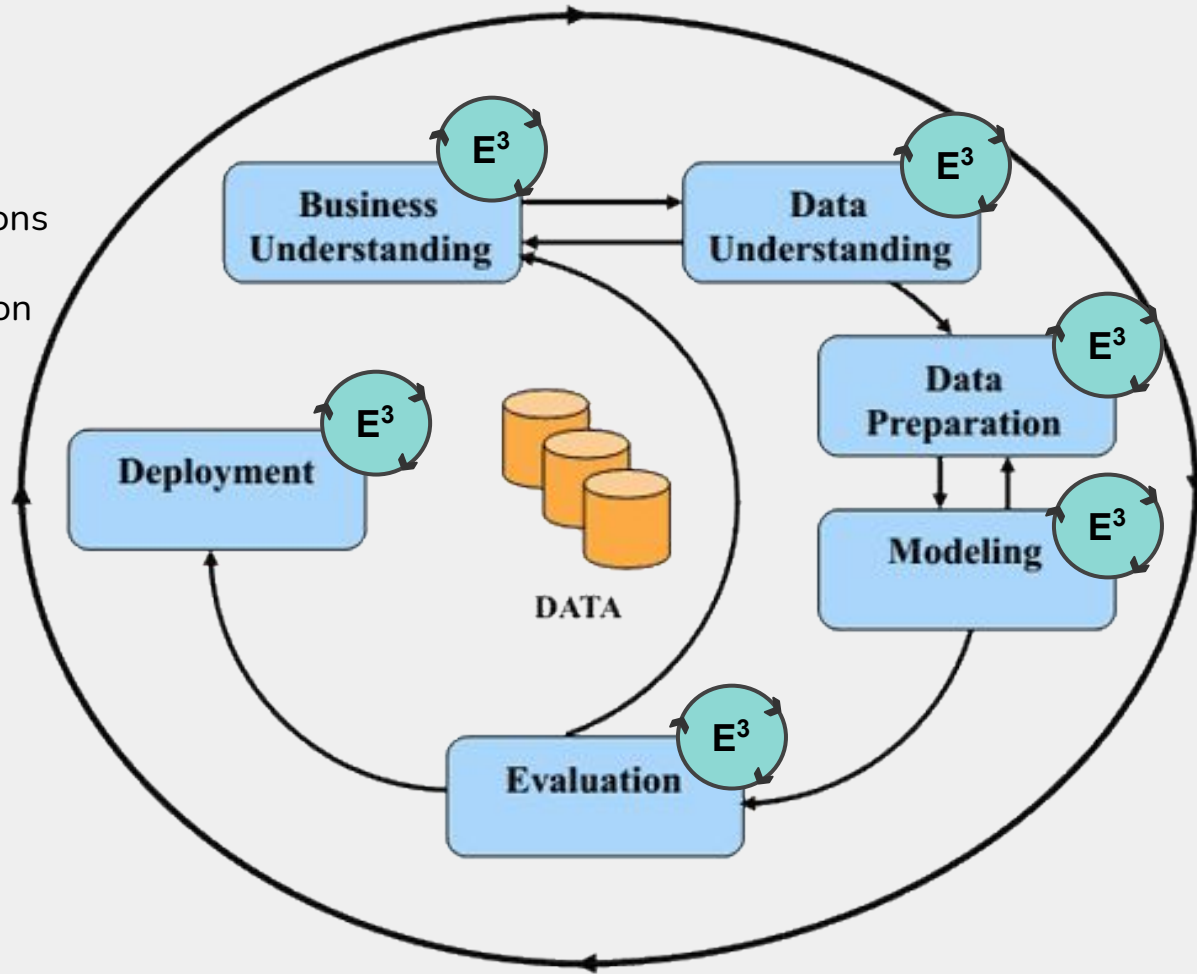 E³
E³
Business
Understanding
Data
Understanding
ons
on
E³
Data
Preparation
E³
Deployment
E³
Modeling
DATA
E³
Evaluation